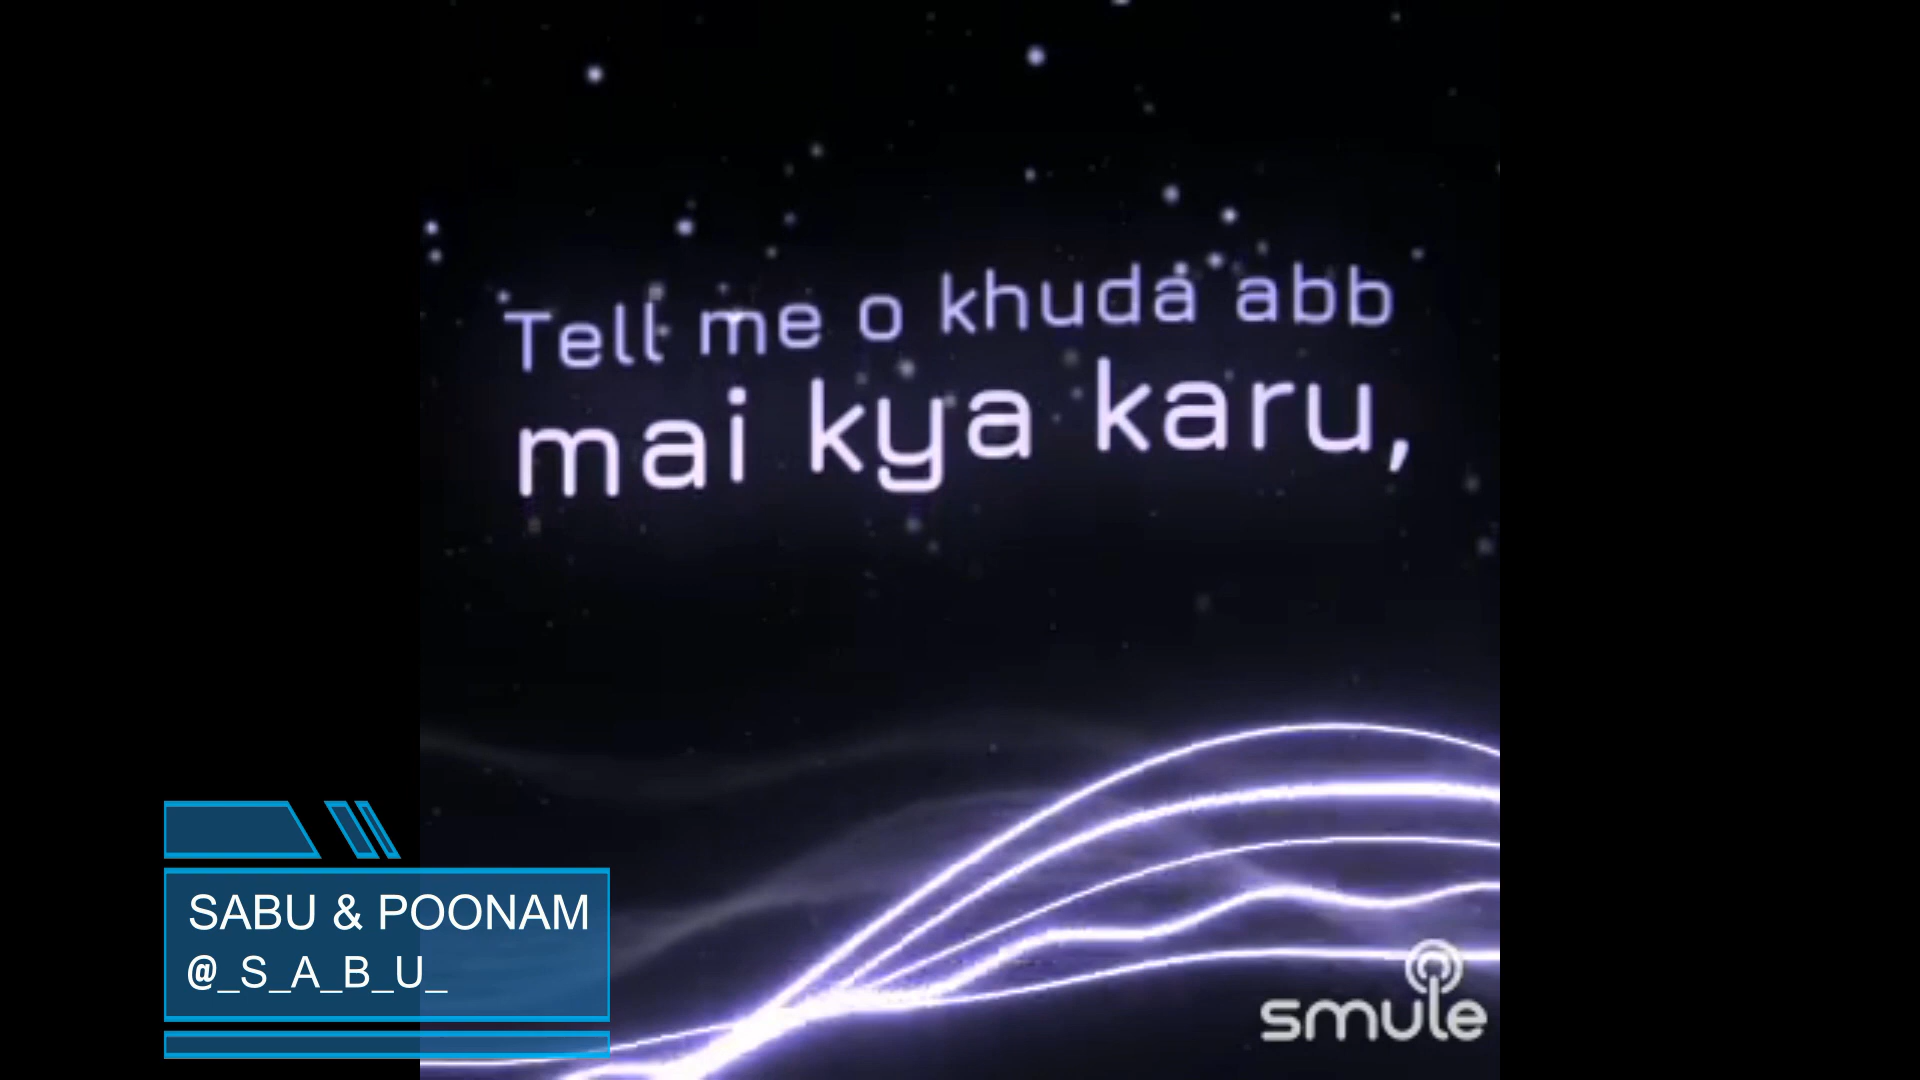 Tell me o khuda abb
mai kya karu,
SABU & POONAM
@_S_A_B_U_
smule